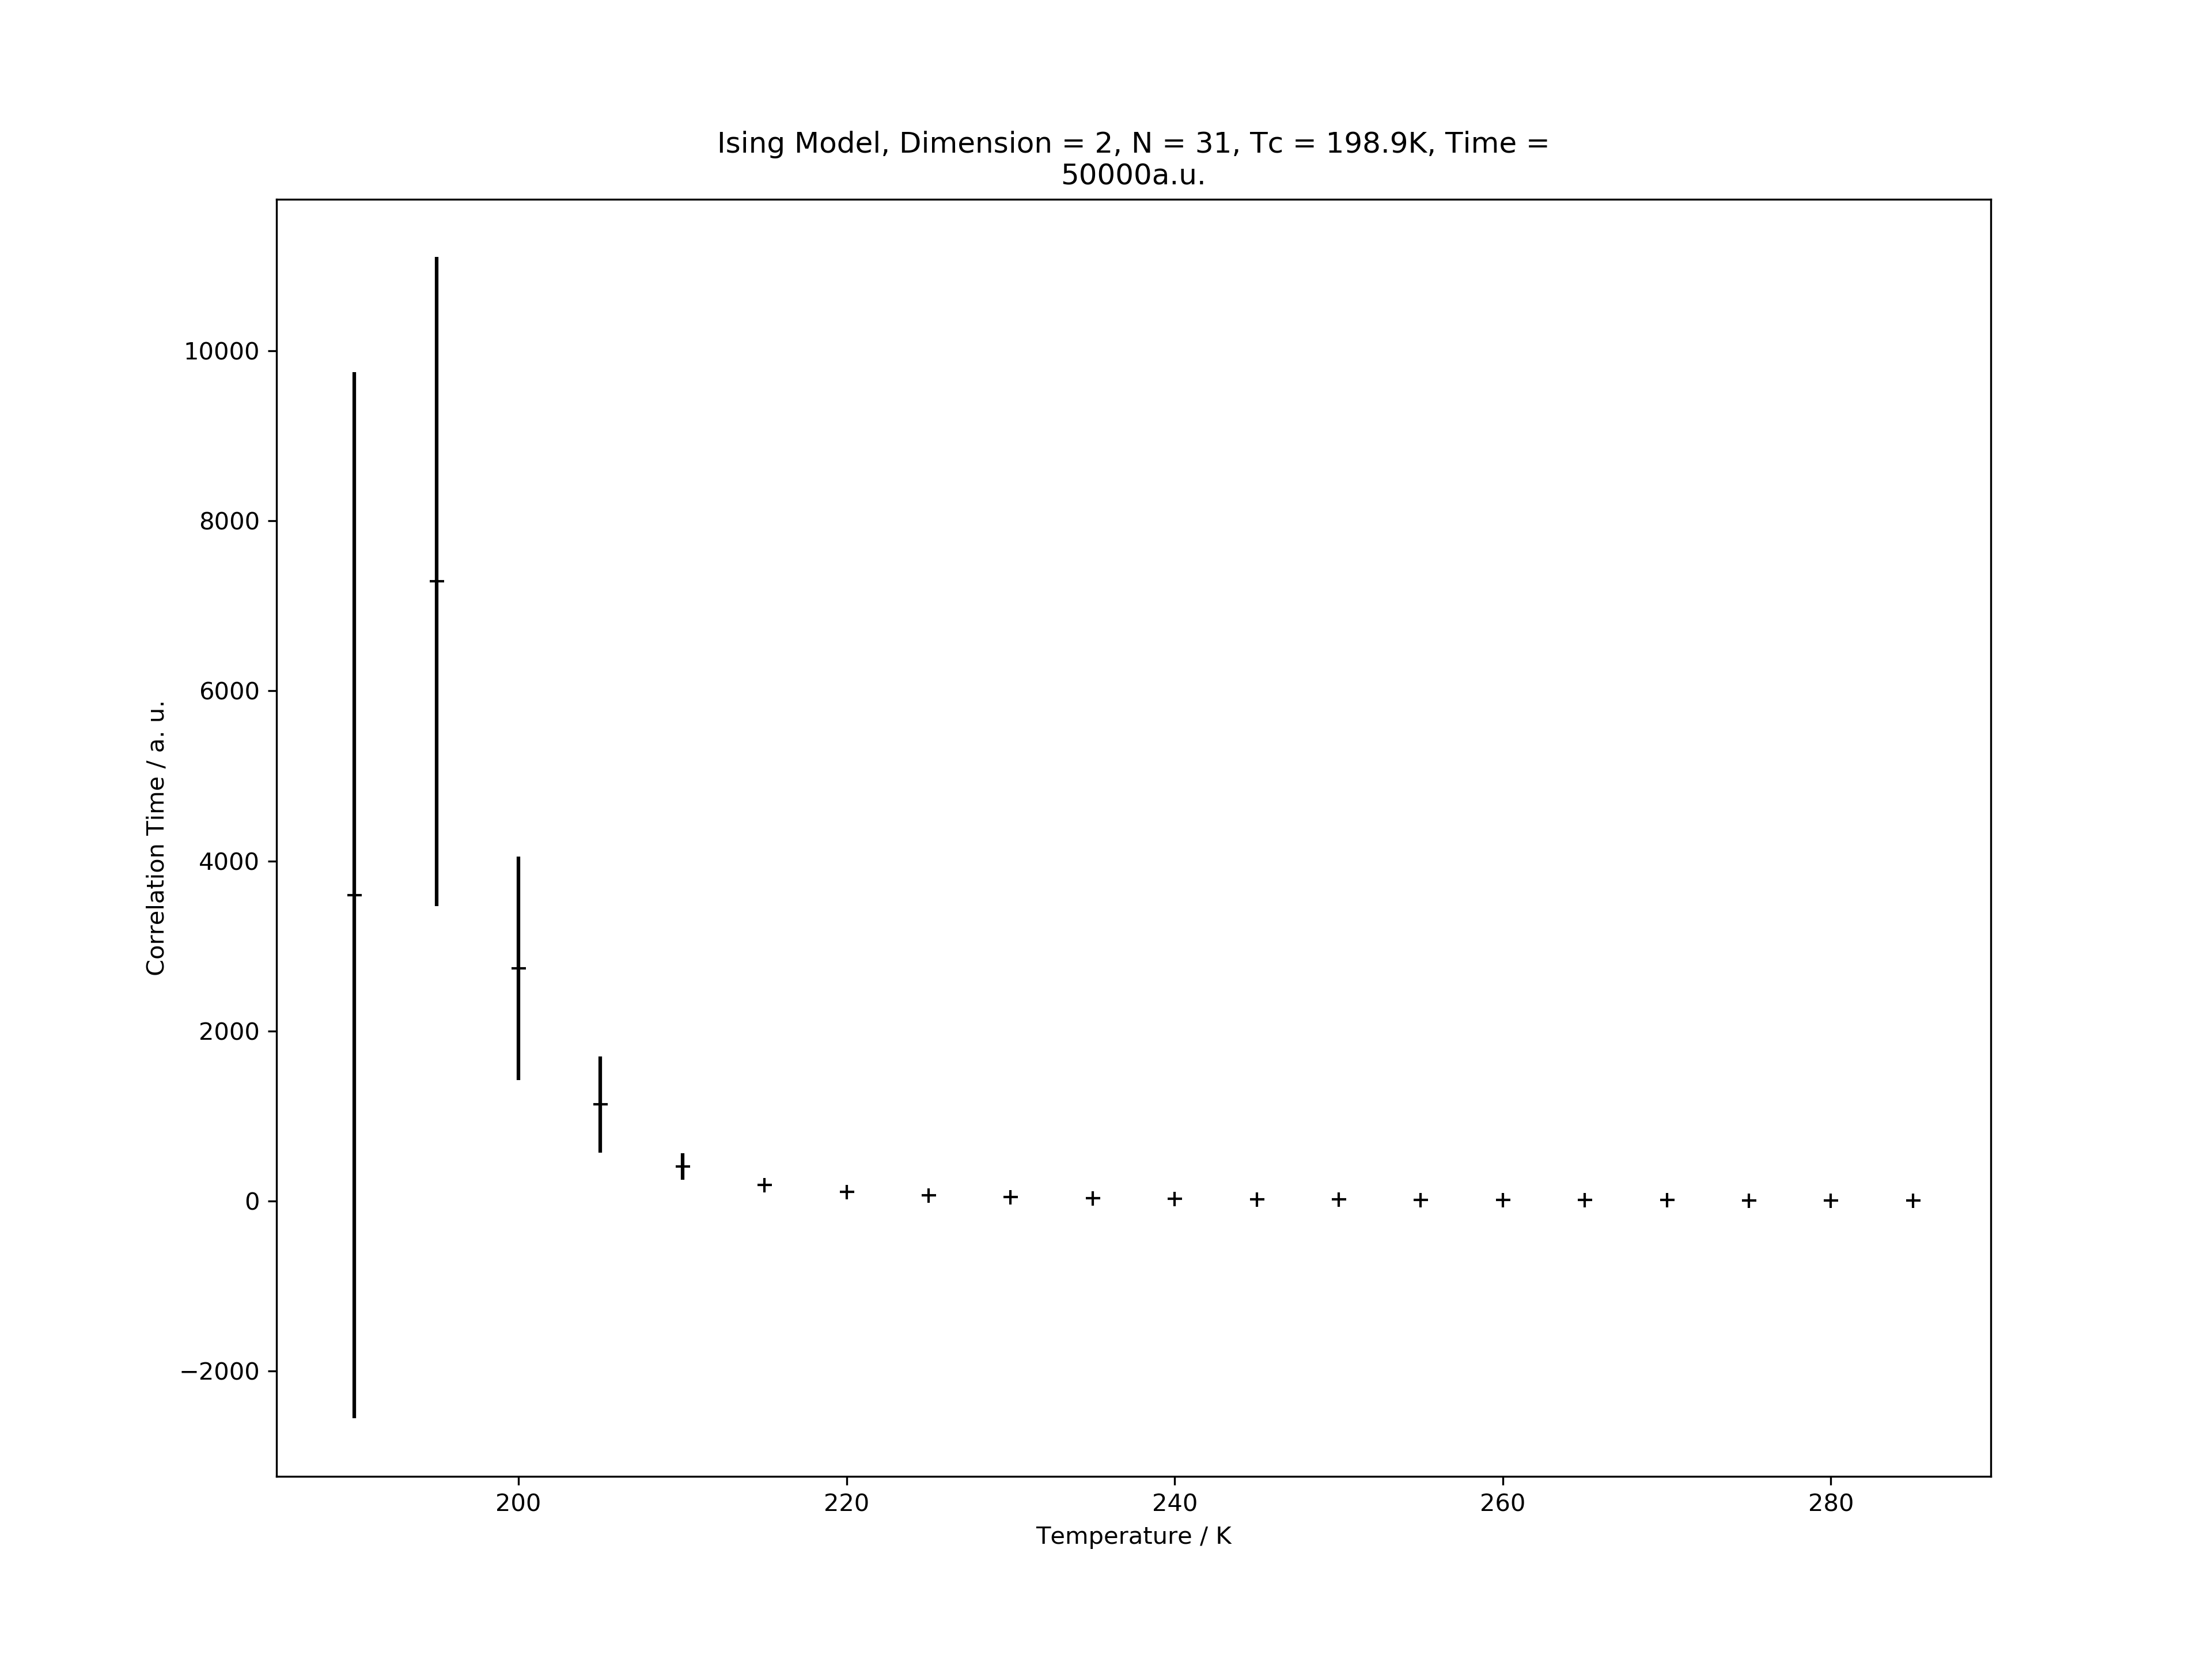 Ising Model, Dimension = 2, N = 31, Tc = 198.9K, Time =
50000a.u.
10000
8000
6000
4000
2000
0
−2000
Correlation Time / a. u.
200 220 240 260 280
Temperature / K